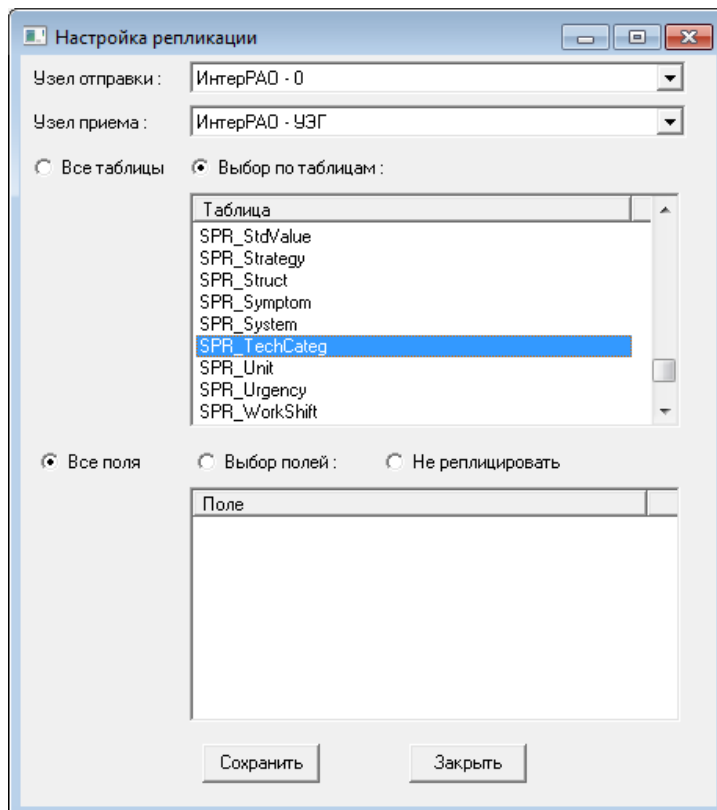 Настройка репликации
Узел отправки : ИнтерРАО - 0
Узел приема : ИнтерРАО - УЭГ
Все таблицы Выбор по таблицам :
Таблица
SPR_StdValue
SPR_Strategy
SPR_Struct
SPR_Symptom
SPR_System
SPR_TechCateg
SPR_Unit
SPR_Urgency
SPR_WorkShift
Все поля Выбор полей : Не реплицировать
Поле
Сохранить Закрыть